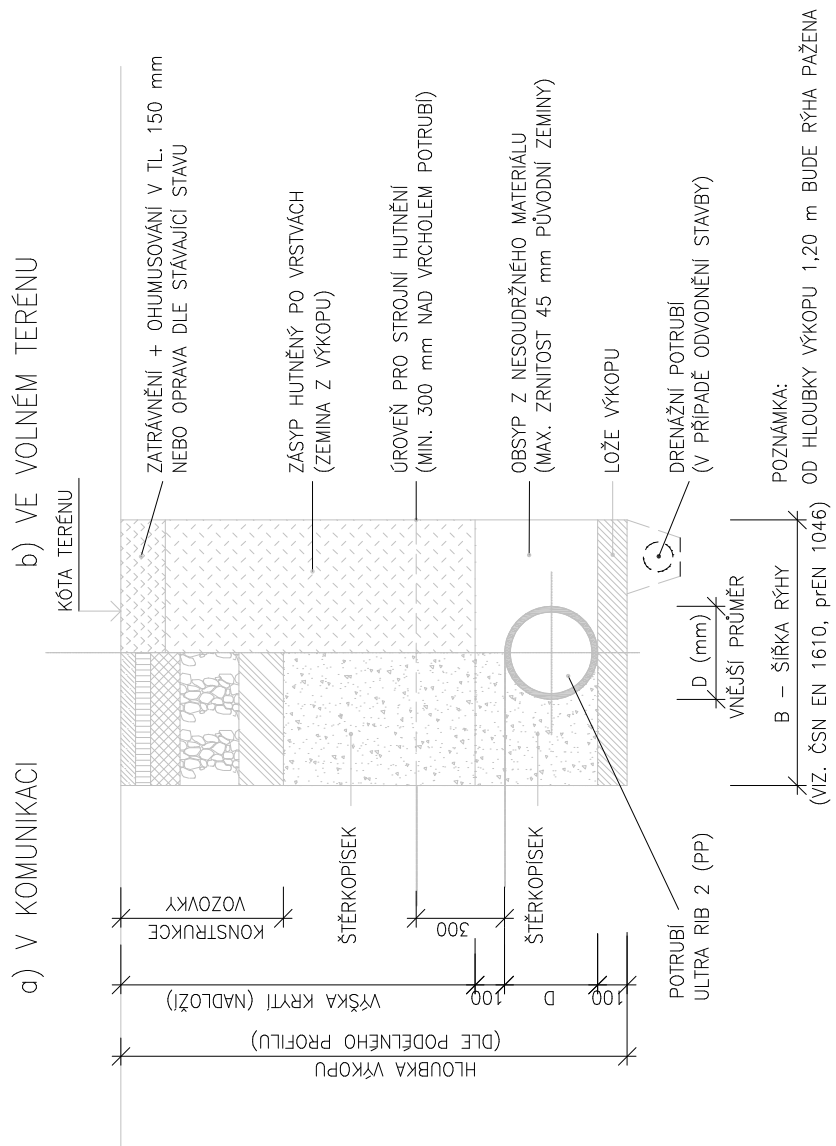 a) V KOMUNIKACI
b) VE VOLNÉM TERÉNU
KÓTA TERÉNU
ZATRÁVNĚNÍ + OHUMUSOVÁNÍ V TL. 150 mm
NEBO OPRAVA DLE STÁVAJÍCÍ STAVU
ZÁSYP HUTNĚNÝ PO VRSTVÁCH
(ZEMINA Z VÝKOPU)
ÚROVEŇ PRO STROJNÍ HUTNĚNÍ
(MIN. 300 mm NAD VRCHOLEM POTRUBÍ)
OBSYP Z NESOUDRŽNÉHO MATERIÁLU
(MAX. ZRNITOST 45 mm PŮVODNÍ ZEMINY)
LOŽE VÝKOPU
DRENÁŽNÍ POTRUBÍ
(V PŘÍPADĚ ODVODNĚNÍ STAVBY)
HLOUBKA VÝKOPU
(DLE PODÉLNÉHO PROFILU)
VÝŠKA KRYTÍ (NADLOŽÍ)
100
D
100
KONSTRUKCE
VOZOVKY
300
ŠTĚRKOPÍSEK
ŠTĚRKOPÍSEK
POTRUBÍ
ULTRA RIB 2 (PP)
D (mm)
VNĚJŠÍ PRŮMĚR
B – ŠÍŘKA RÝHY
(VIZ. ČSN EN 1610, prEN 1046)
POZNÁMKA:
OD HLOUBKY VÝKOPU 1,20 m BUDE RÝHA PAŽENA